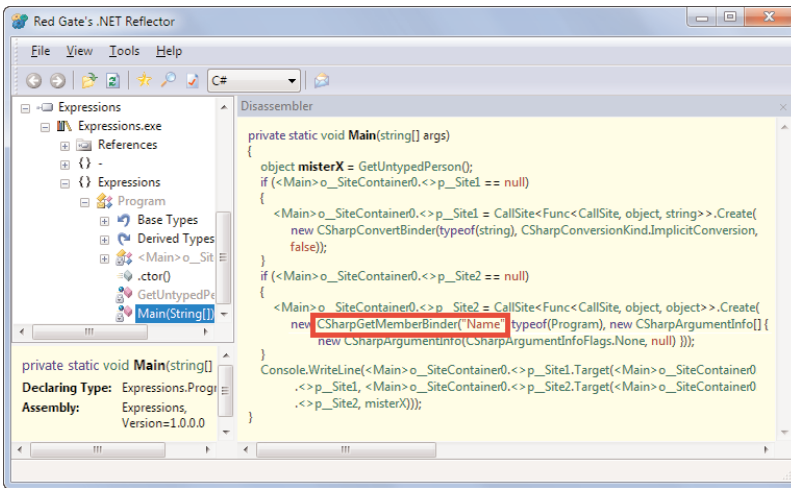 Red Gate's .NET Reflector
File View Tools Help
C#
Expressions
Expressions.exe
References
{} -
{} Expressions
Program
Base Types
Derived Types
<Main>o__Sit
.ctor()
GetUntypedPe
Main(String[])
private static void Main(string[]
Declaring Type: Expressions.Progr
Assembly: Expressions,
Version=1.0.0.0
Disassembler
private static void Main(string[] args)
{
object misterX = GetUntypedPerson();
if (<Main>o__SiteContainer0.<>p__Site1 == null)
{
<Main>o__SiteContainer0.<>p__Site1 = CallSite<Func<CallSite, object, string>>.Create(
new CSharpConvertBinder(typeof(string), CSharpConversionKind.ImplicitConversion,
false));
}
if (<Main>o__SiteContainer0.<>p__Site2 == null)
{
<Main>o__SiteContainer0.<>p__Site2 = CallSite<Func<CallSite, object, object>>.Create(
new CSharpGetMemberBinder("Name", typeof(Program), new CSharpArgumentInfo[] {
new CSharpArgumentInfo(CSharpArgumentInfoFlags.None, null) }));
}
Console.WriteLine(<Main>o__SiteContainer0.<>p__Site1.Target(<Main>o__SiteContainer0
.<>p__Site1, <Main>o__SiteContainer0.<>p__Site2.Target(<Main>o__SiteContainer0
.<>p__Site2, misterX)));
}